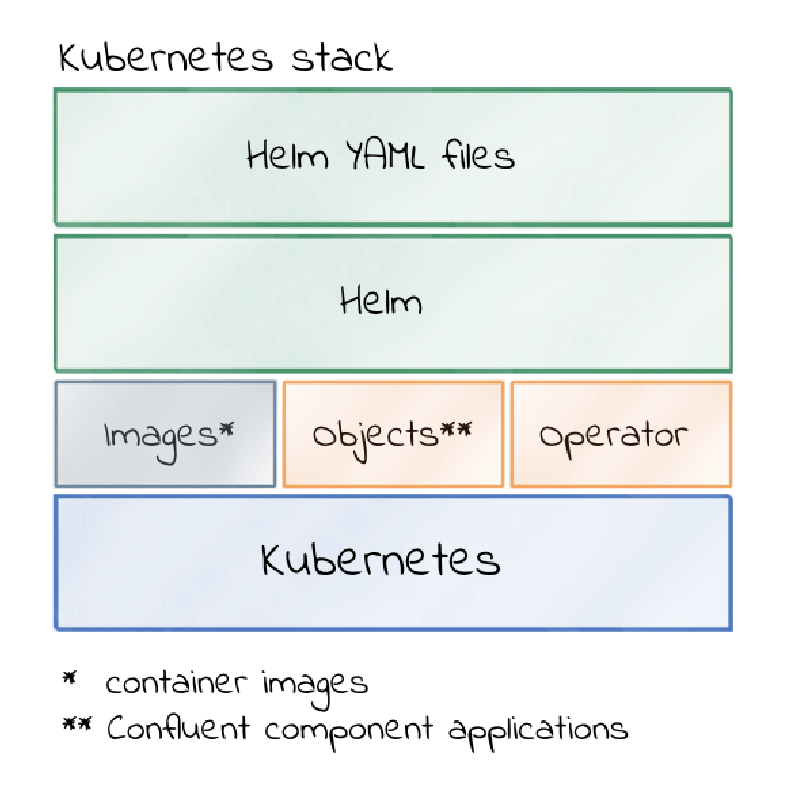 Kubernetes stack
Helm YAML files
Helm
Images* Objects** Operator
Kubernetes
* container images
** Confluent component applications